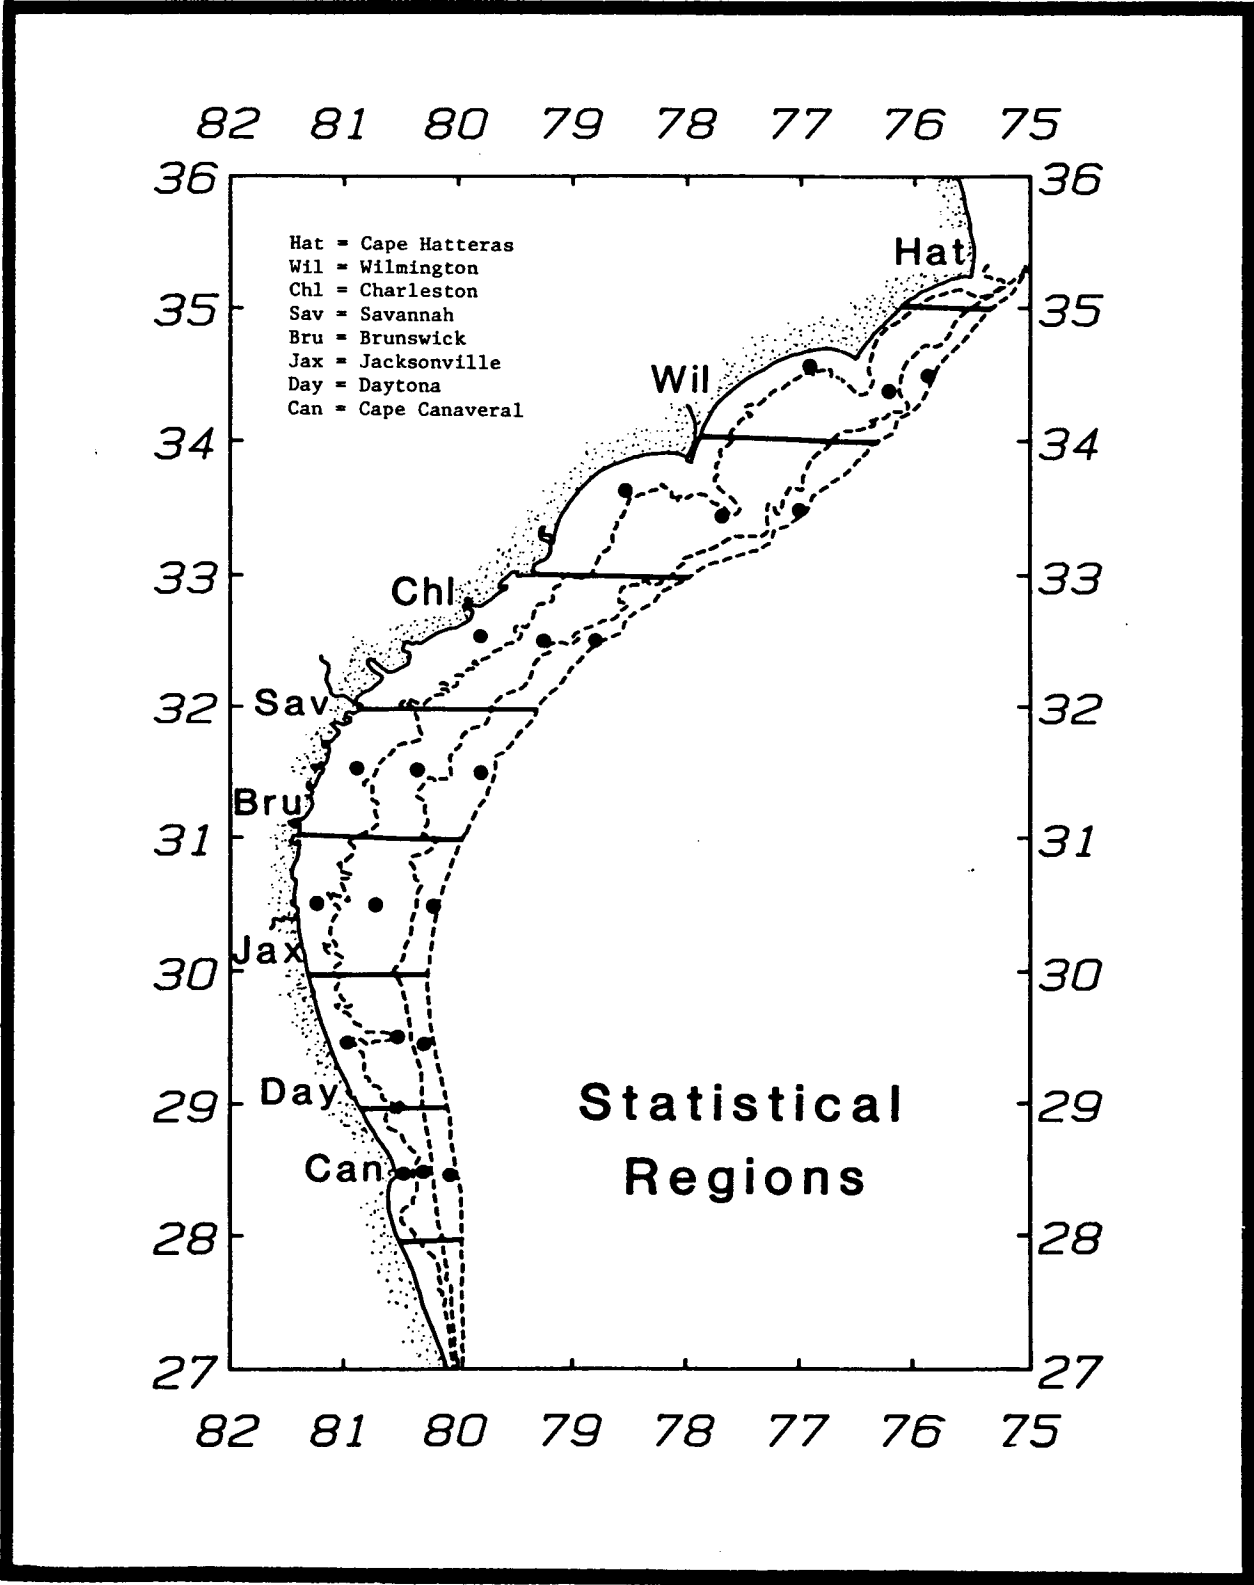 82 81 80 79 78 77 76 75
36 36
Hat = Cape Hatteras
Wil = Wilmington
Chl = Charleston
Sav = Savannah
Bru = Brunswick
Jax = Jacksonville
Day = Daytona
Can = Cape Canaveral
Hat
35 35
Wil
34 34
33 33
Chl
Sav
32 32
Bru
31 31
Jax
30 30
Day
29 29
Statistical
Regions
Can
28 28
27 27
82 81 80 79 78 77 76 75